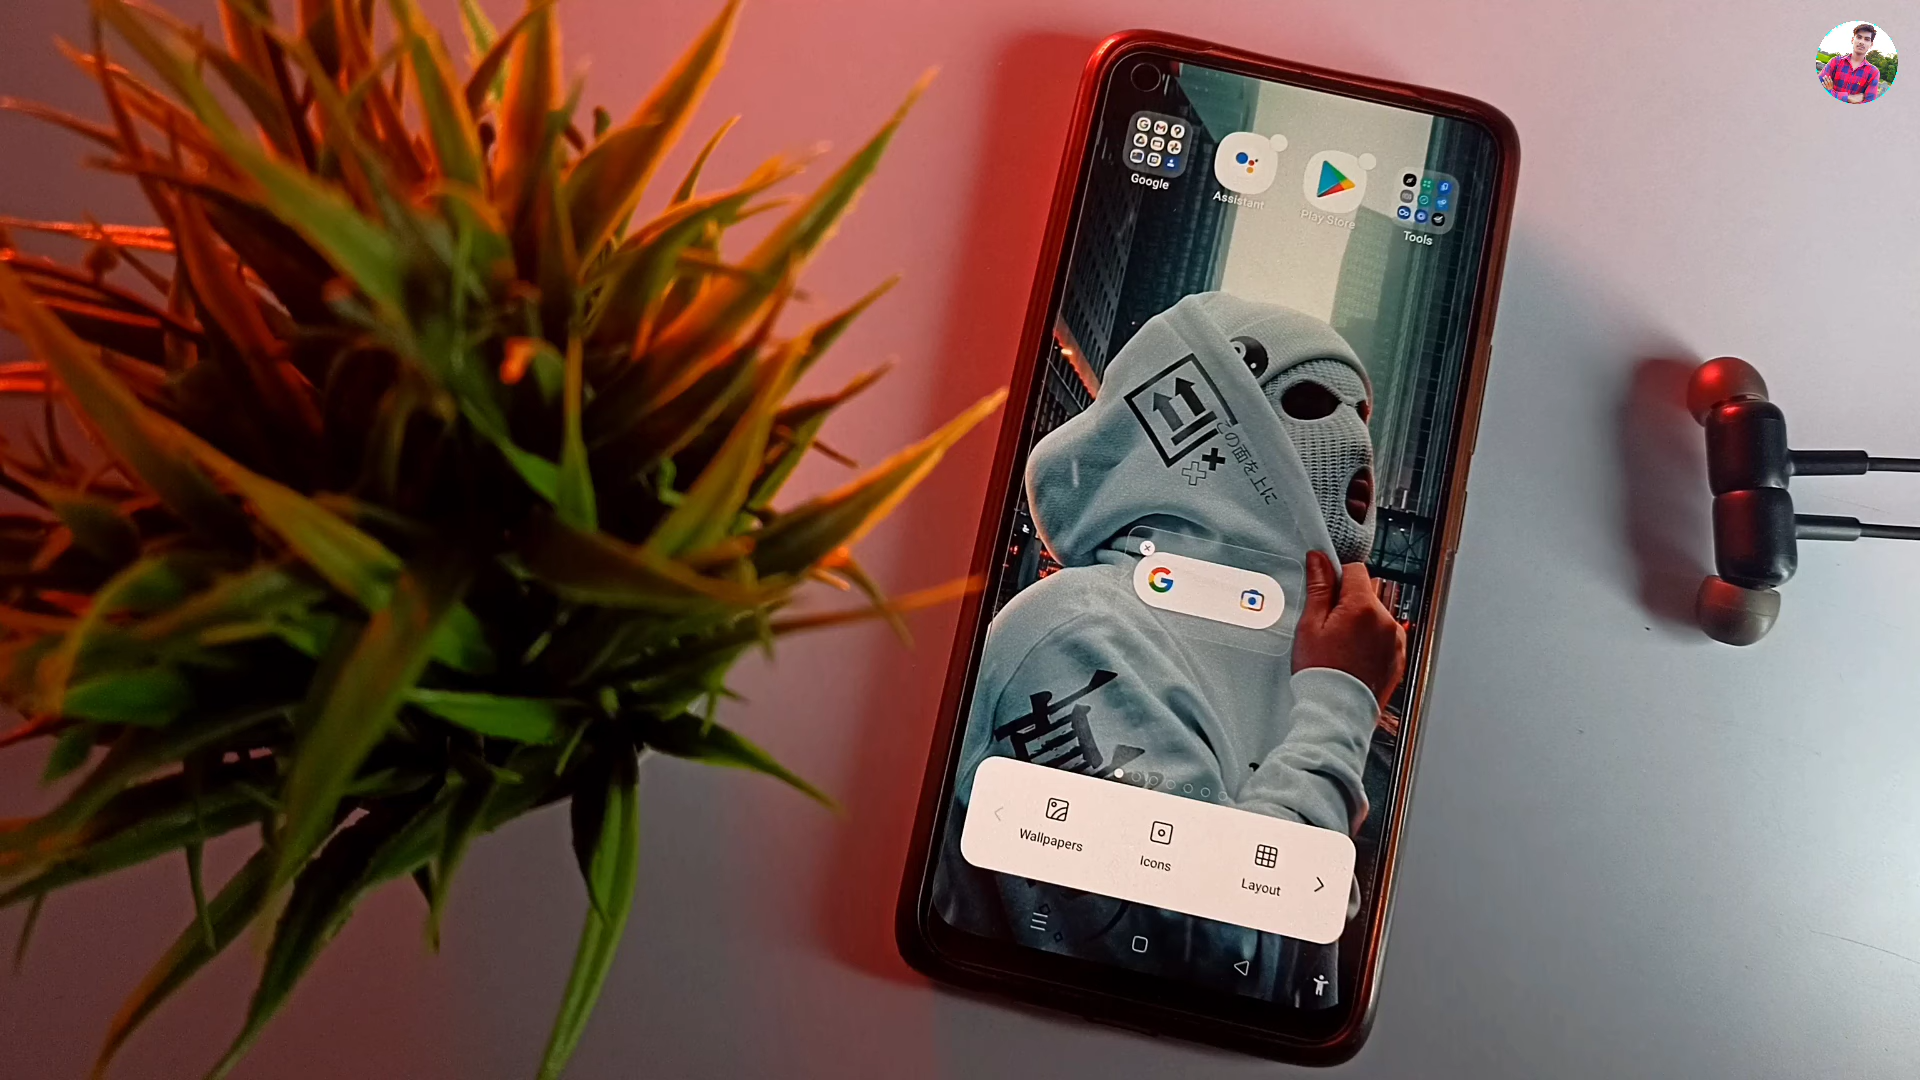 Google
Assistant
Play Store
Tools
この面を上に
Wallpapers
Icons
Layout